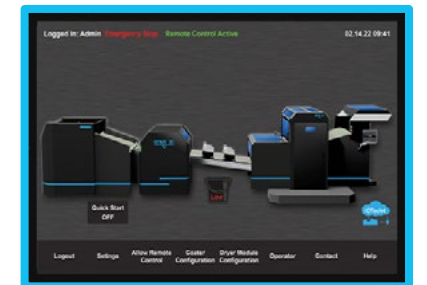 Logged In: Admin Emergency Stop Remote Control Active 02.14.22 09:41
Low
Quick Start
OFF
Logout Settings Allow Remote Control Coater Configuration Dryer Module Configuration Operator Contact Help